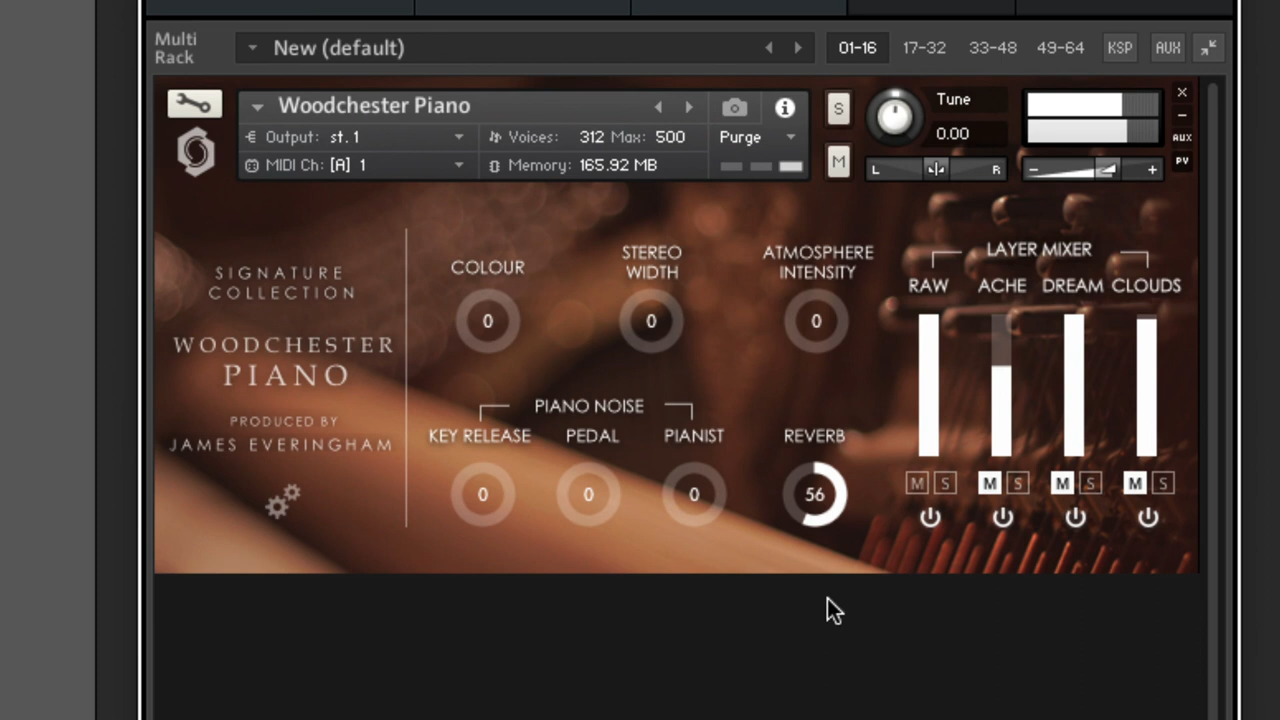 Multi
Rack
New (default)
01-16 17-32 33-48 49-64 KSP AUX
Woodchester Piano
S
Tune
0.00
Output: st. 1
Voices: 312 Max: 500
Purge
MIDI Ch: [A] 1
Memory: 165.92 MB
M
L R
- +
AUX
PV
SIGNATURE
COLLECTION
WOODCHESTER
PIANO
PRODUCED BY
JAMES EVERINGHAM
COLOUR
0
STEREO
WIDTH
0
ATMOSPHERE
INTENSITY
0
PIANO NOISE
KEY RELEASE PEDAL PIANIST
0 0 0
REVERB
56
LAYER MIXER
RAW ACHE DREAM CLOUDS
M S M S M S M S